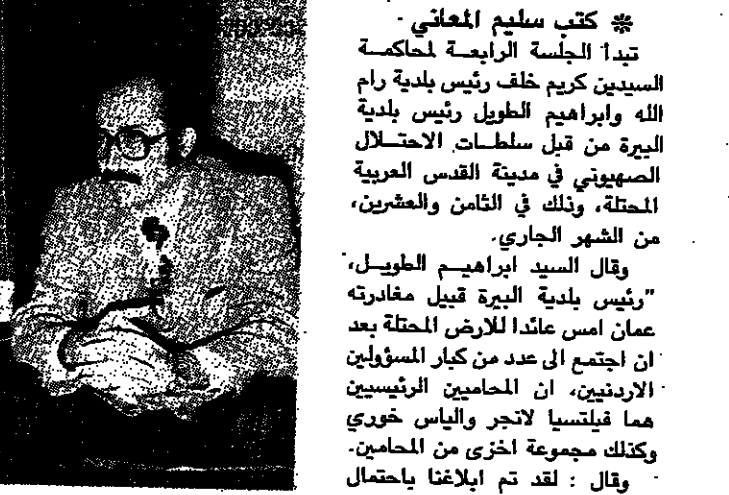 ❊ كتب سليم المعاني -
تبدأ الجلسة الرابعة لمحاكمة
السيدين كريم خلف رئيس بلدية رام
الله وابراهيم الطويل رئيس بلدية
البيرة من قبل سلطات الاحتلال
الصهيوني في مدينة القدس العربية
المحتلة، وذلك في الثامن والعشرين،
من الشهر الجاري.
وقال السيد ابراهيم الطويل،
"رئيس بلدية البيرة قبيل مغادرته
عمان امس عائدا للارض المحتلة بعد
ان اجتمع الى عدد من كبار المسؤولين
الاردنيين، ان المحاميين الرئيسيين
هما فيلتسيا لانجر والياس خوري
وكذلك مجموعة اخرى من المحامين.
وقال : لقد تم ابلاغنا باحتمال